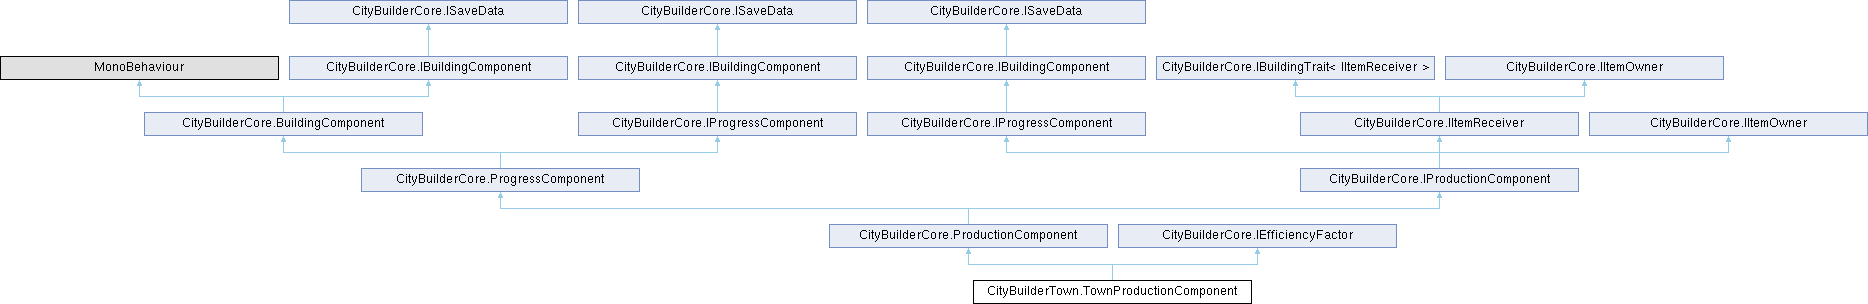 CityBuilderCore.ISaveData
CityBuilderCore.ISaveData
CityBuilderCore.ISaveData
MonoBehaviour
CityBuilderCore.IBuildingComponent
CityBuilderCore.IBuildingComponent
CityBuilderCore.IBuildingComponent
CityBuilderCore.IBuildingTrait< IItemReceiver >
CityBuilderCore.IItemOwner
CityBuilderCore.BuildingComponent
CityBuilderCore.IProgressComponent
CityBuilderCore.IProgressComponent
CityBuilderCore.IItemReceiver
CityBuilderCore.IItemOwner
CityBuilderCore.ProgressComponent
CityBuilderCore.IProductionComponent
CityBuilderCore.ProductionComponent
CityBuilderCore.IEfficiencyFactor
CityBuilderTown.TownProductionComponent